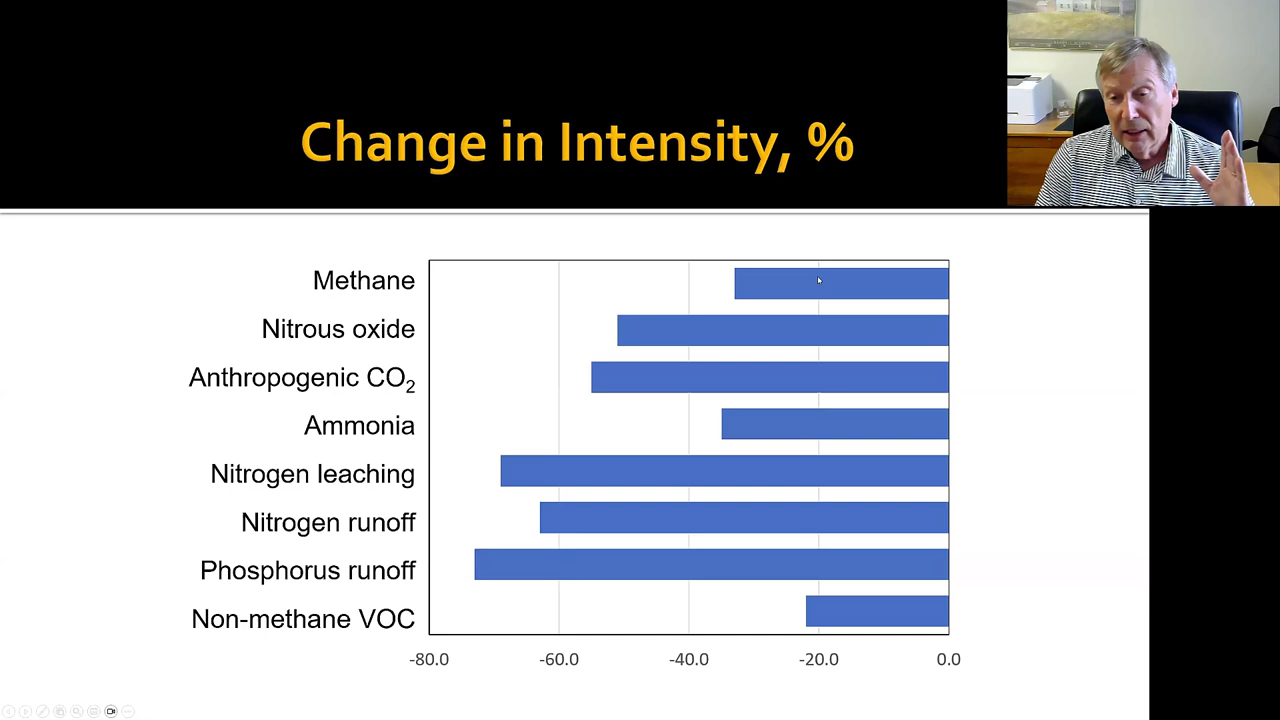 Change in Intensity, %
Methane
Nitrous oxide
Anthropogenic CO₂
Ammonia
Nitrogen leaching
Nitrogen runoff
Phosphorus runoff
Non-methane VOC
-80.0 -60.0 -40.0 -20.0 0.0